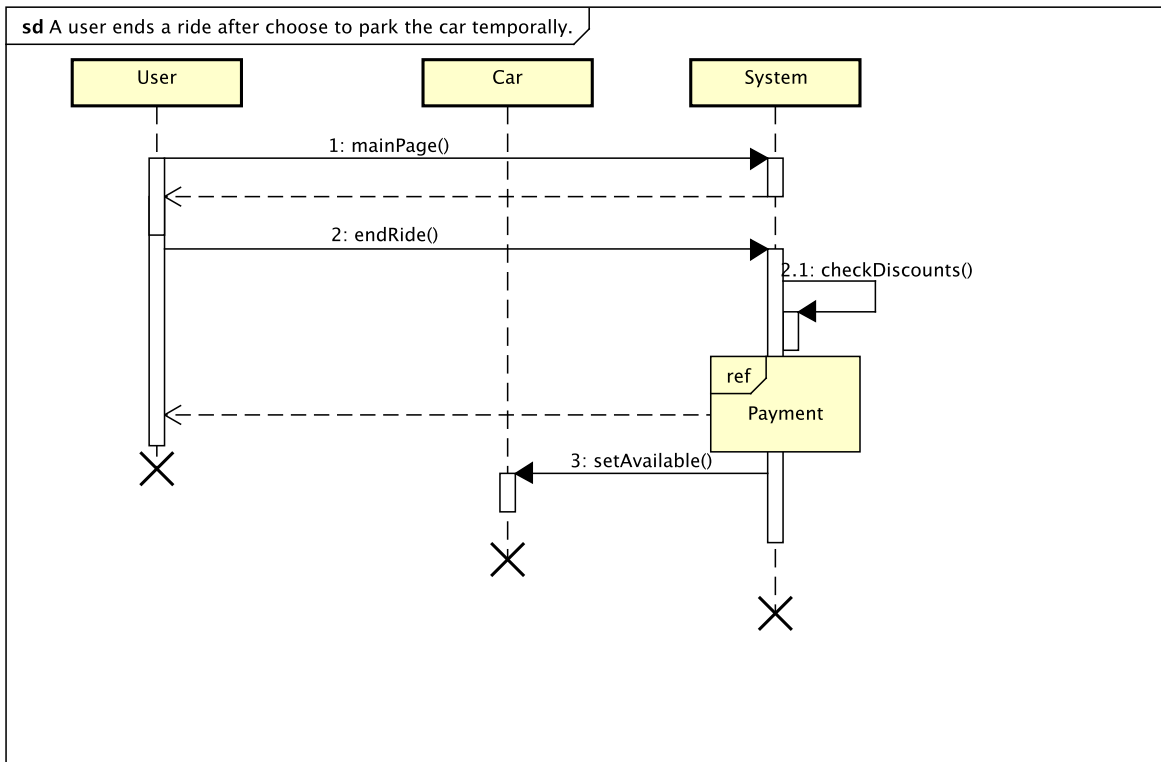 sd A user ends a ride after choose to park the car temporally.
User
Car
System
1: mainPage()
2: endRide()
2.1: checkDiscounts()
ref
Payment
3: setAvailable()